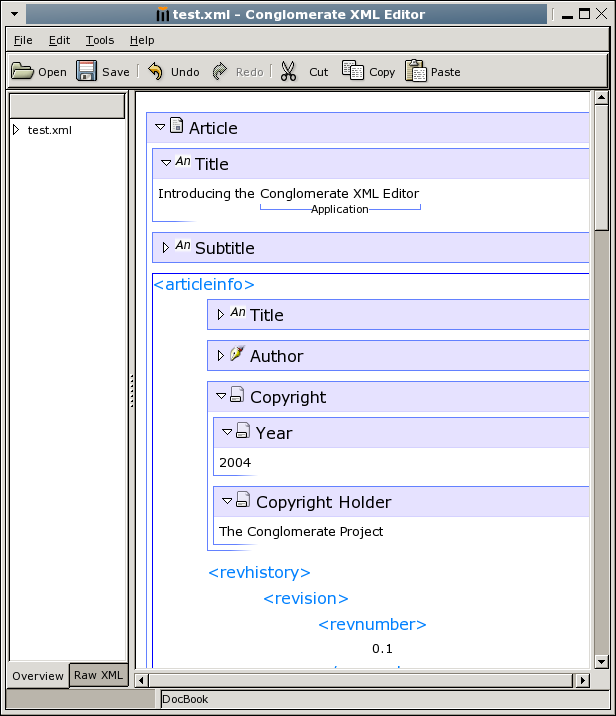 test.xml – Conglomerate XML Editor
File Edit Tools Help
Open Save Undo Redo Cut Copy Paste
test.xml
Article
An Title
Introducing the Conglomerate XML Editor
Application
An Subtitle
<articleinfo>
An Title
Author
Copyright
Year
2004
Copyright Holder
The Conglomerate Project
<revhistory>
<revision>
<revnumber>
0.1
Overview Raw XML
DocBook